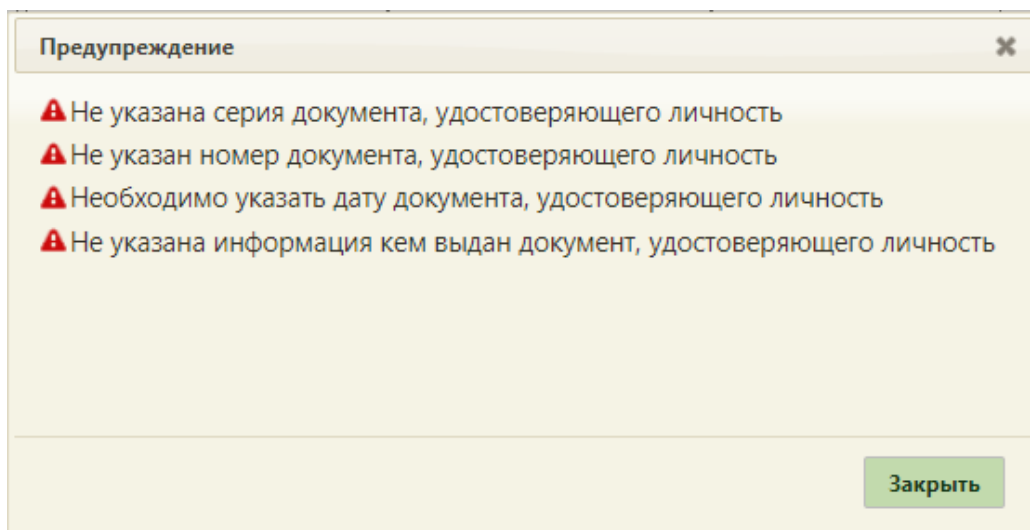 Предупреждение
Не указана серия документа, удостоверяющего личность
Не указан номер документа, удостоверяющего личность
Необходимо указать дату документа, удостоверяющего личность
Не указана информация кем выдан документ, удостоверяющего личность
Закрыть